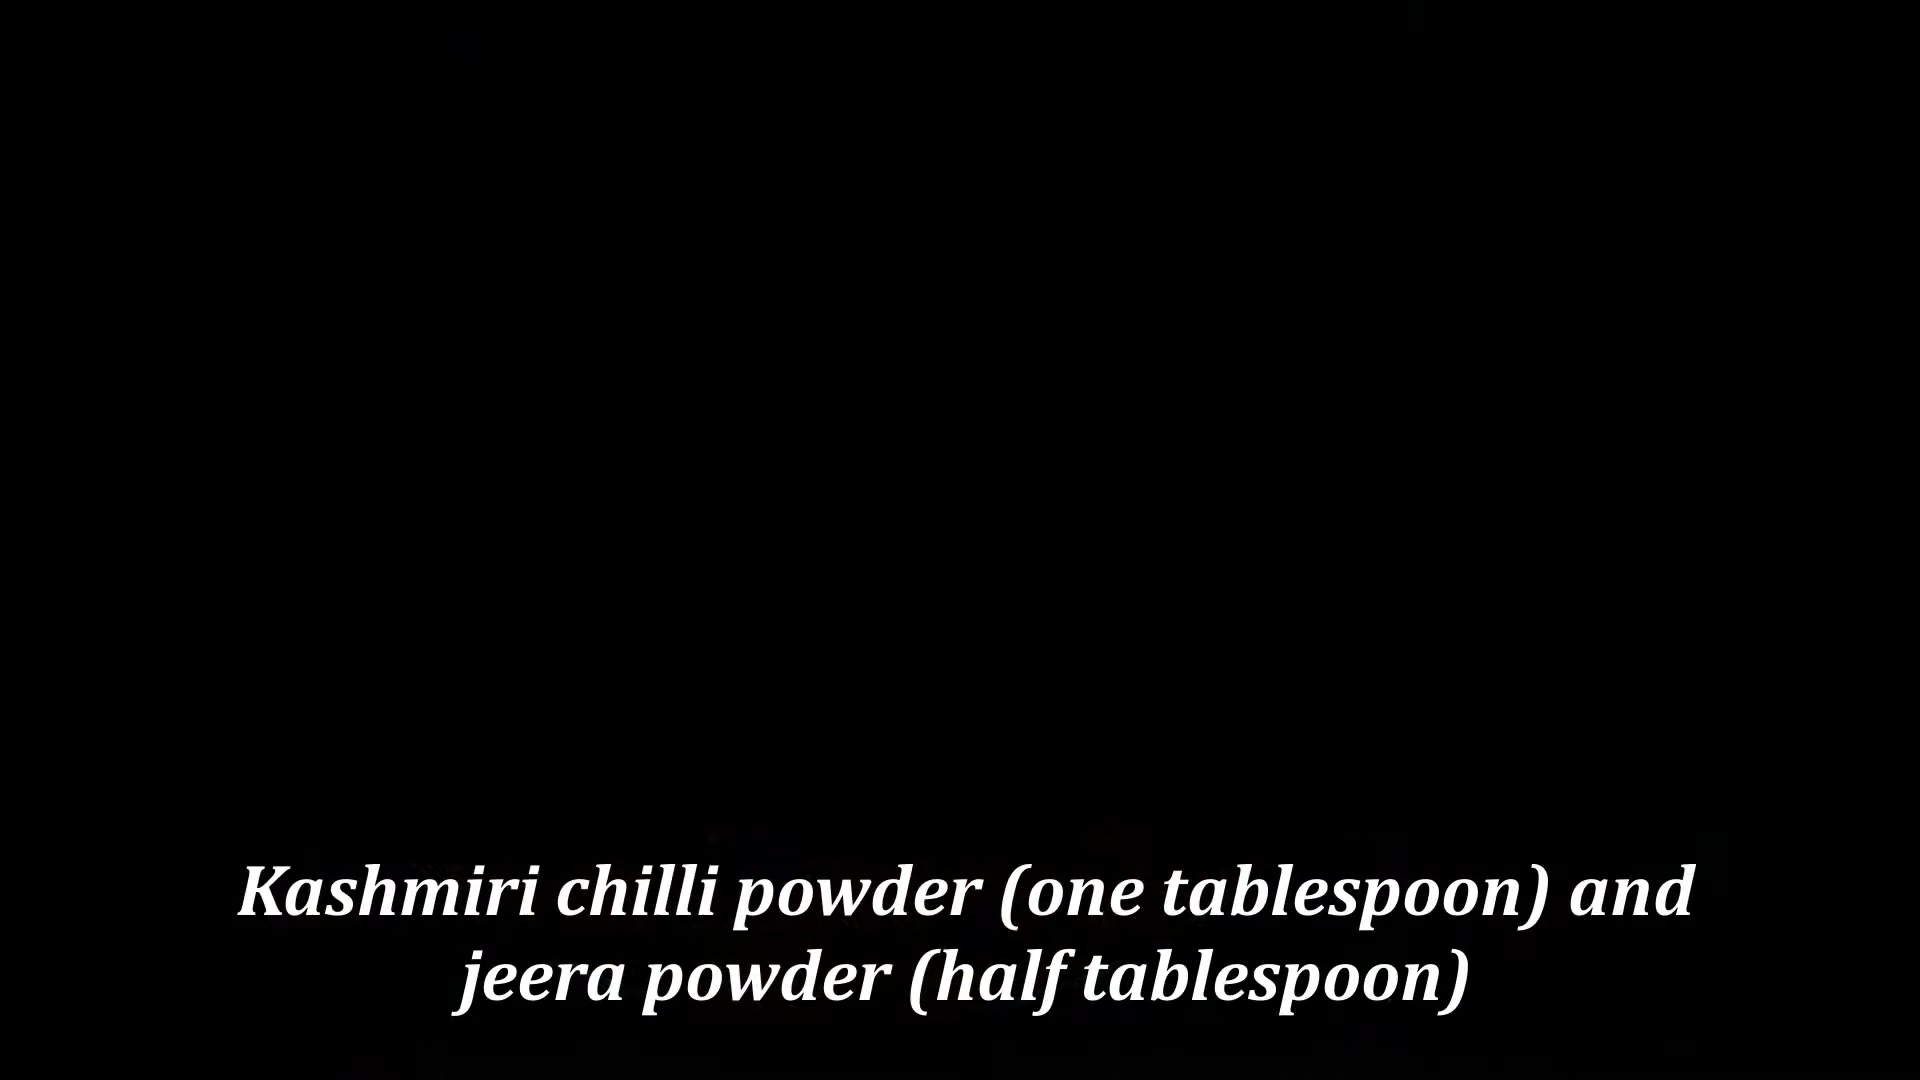 Kashmiri chilli powder (one tablespoon) and
jeera powder (half tablespoon)